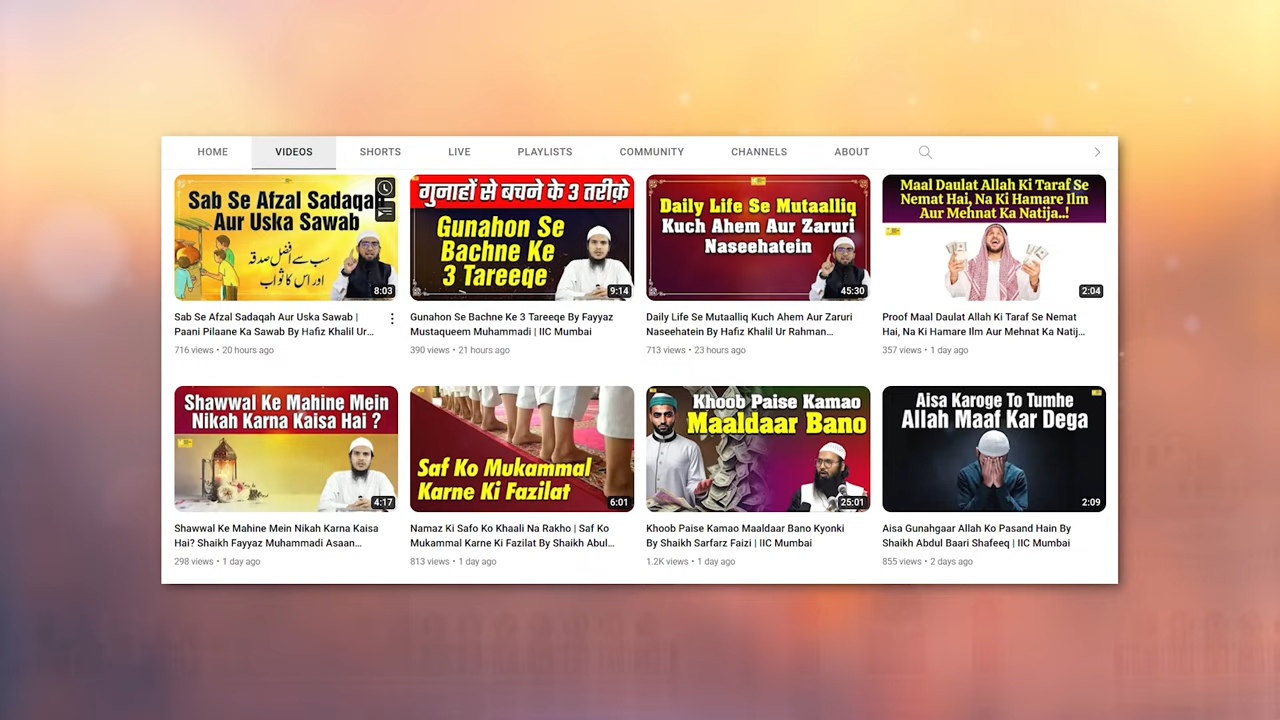 HOME VIDEOS SHORTS LIVE PLAYLISTS COMMUNITY CHANNELS ABOUT
Sab Se Afzal Sadaqah
Aur Uska Sawab
سب سے افضل صدقہ
اور اس کا ثواب
8:03
Sab Se Afzal Sadaqah Aur Uska Sawab |
Paani Pilaane Ka Sawab By Hafiz Khalil Ur...
716 views • 20 hours ago
गुनाहों से बचने के 3 तरीक़े
Gunahon Se
Bachne Ke
3 Tareeqe
9:14
Gunahon Se Bachne Ke 3 Tareeqe By Fayyaz
Mustaqueem Muhammadi | IIC Mumbai
390 views • 21 hours ago
Daily Life Se Mutaalliq
Kuch Ahem Aur Zaruri
Naseehatein
45:30
Daily Life Se Mutaalliq Kuch Ahem Aur Zaruri
Naseehatein By Hafiz Khalil Ur Rahman...
713 views • 23 hours ago
Maal Daulat Allah Ki Taraf Se
Nemat Hai, Na Ki Hamare Ilm
Aur Mehnat Ka Natija..!
2:04
Proof Maal Daulat Allah Ki Taraf Se Nemat
Hai, Na Ki Hamare Ilm Aur Mehnat Ka Natij...
357 views • 1 day ago
Shawwal Ke Mahine Mein
Nikah Karna Kaisa Hai ?
4:17
Shawwal Ke Mahine Mein Nikah Karna Kaisa
Hai? Shaikh Fayyaz Muhammadi Asaan...
298 views • 1 day ago
Saf Ko Mukammal
Karne Ki Fazilat
6:01
Namaz Ki Safo Ko Khaali Na Rakho | Saf Ko
Mukammal Karne Ki Fazilat By Shaikh Abul...
813 views • 1 day ago
Khoob Paise Kamao
Maaldaar Bano
25:01
Khoob Paise Kamao Maaldaar Bano Kyonki
By Shaikh Sarfarz Faizi | IIC Mumbai
1.2K views • 1 day ago
Aisa Karoge To Tumhe
Allah Maaf Kar Dega
2:09
Aisa Gunahgaar Allah Ko Pasand Hain By
Shaikh Abdul Baari Shafeeq | IIC Mumbai
855 views • 2 days ago